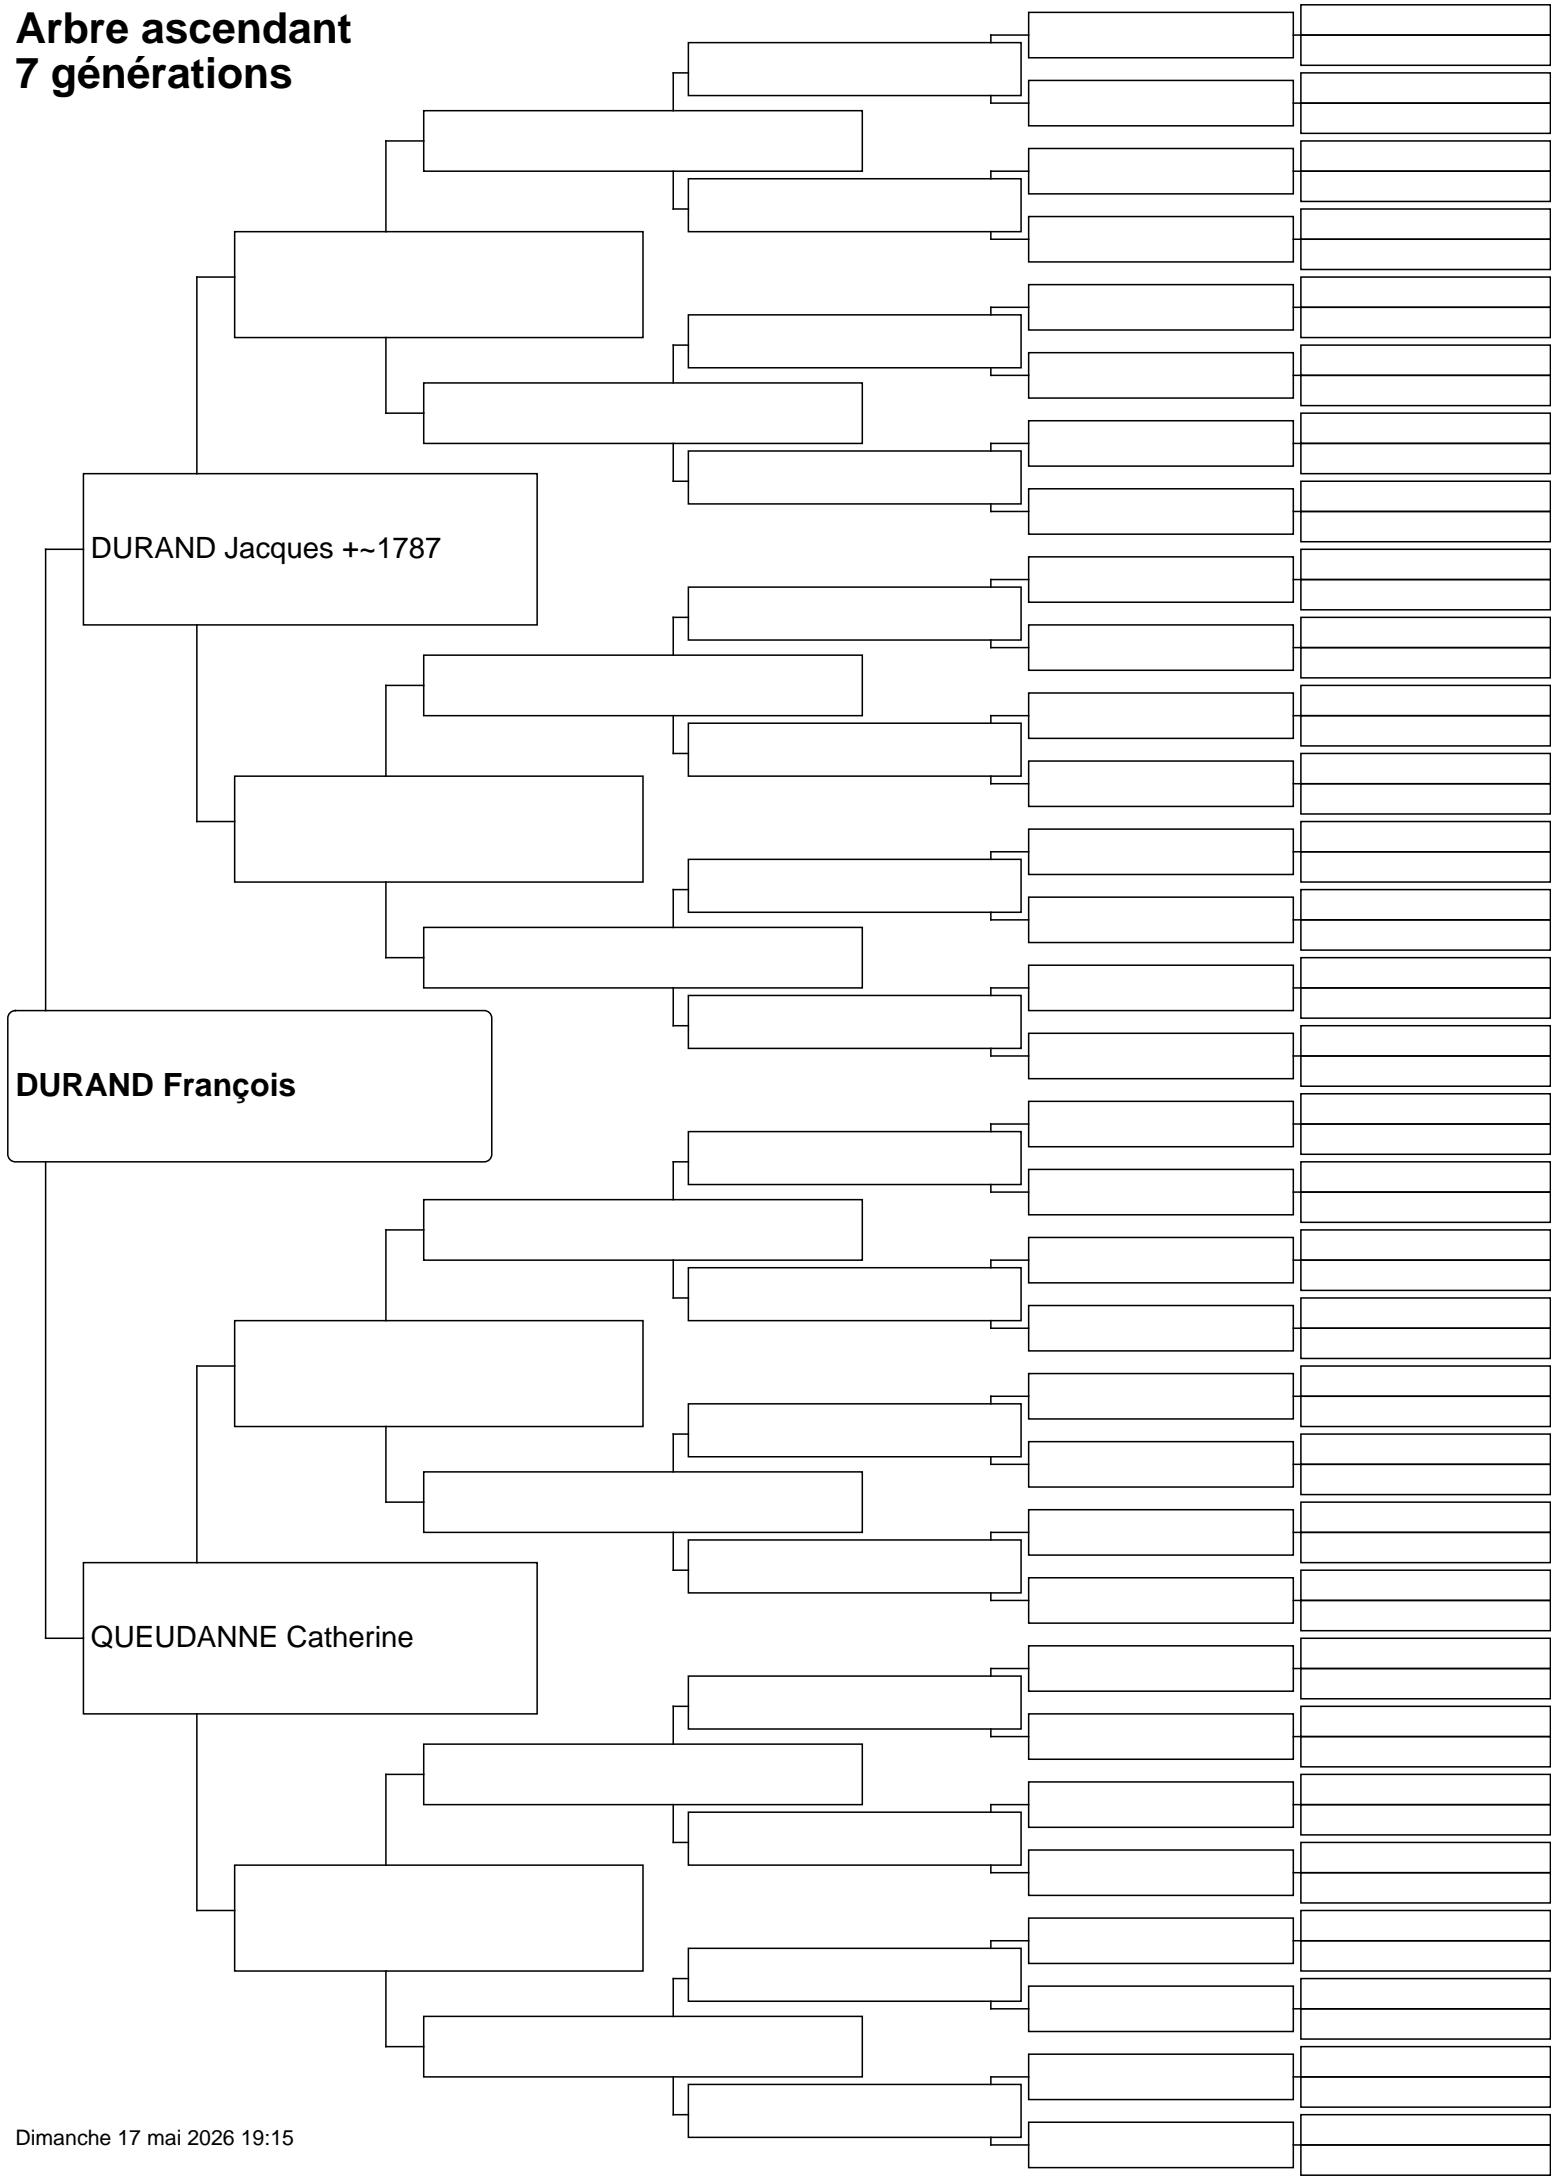 Arbre ascendant
7 générations
DURAND Jacques +~1787
DURAND François
QUEUDANNE Catherine
Dimanche 17 mai 2026 19:15